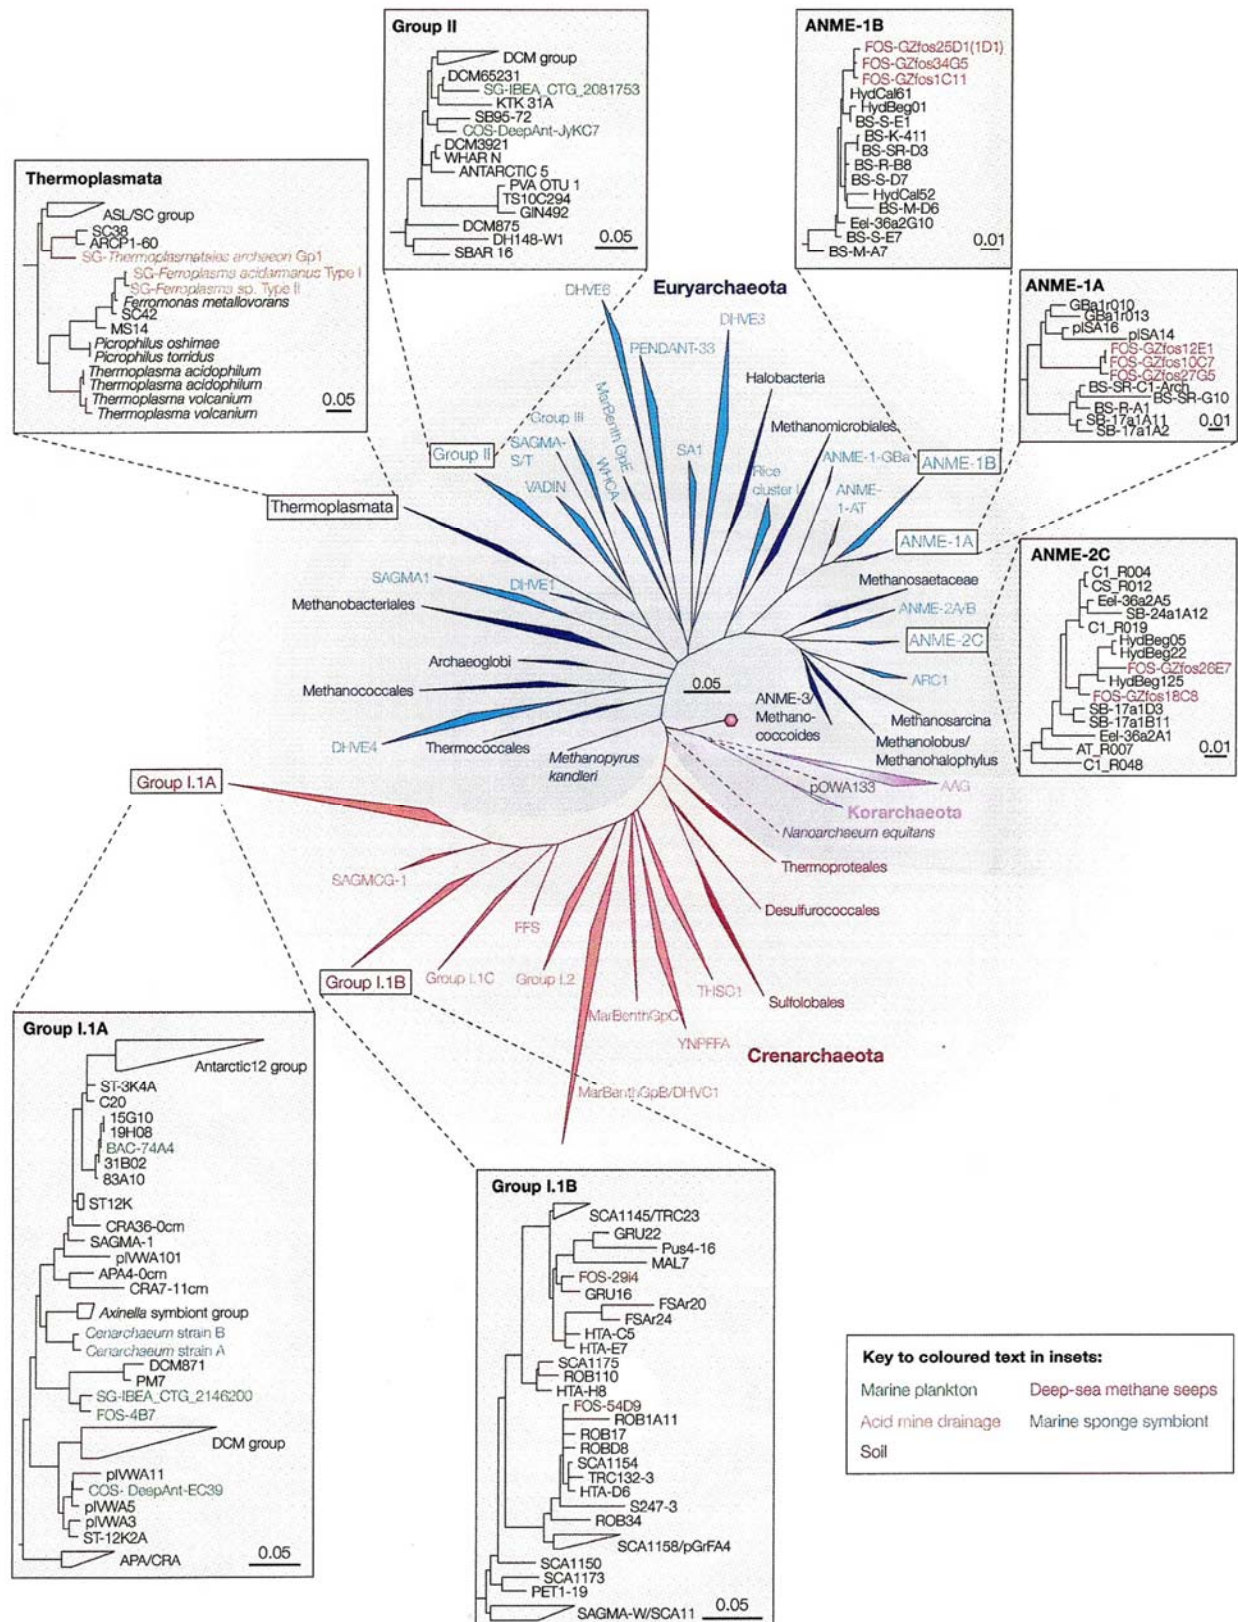 Group II
DCM group
DCM65231
SG-IBEA_CTG_2081753
KTK 31A
SB95-72
COS-DeepAnt-JyKC7
DCM3921
WHAR N
ANTARCTIC 5
PVA OTU 1
TS10C294
GIN492
DCM875
DH148-W1
SBAR 16
0.05
ANME-1B
FOS-GZfos25D1(1D1)
FOS-GZfos34G5
FOS-GZfos1C11
HydCal61
HydBeg01
BS-S-E1
BS-K-411
BS-SR-D3
BS-R-B8
BS-S-D7
HydCal52
BS-M-D6
Eel-36a2G10
BS-S-E7
BS-M-A7
0.01
Thermoplasmata
ASL/SC group
SC38
ARCP1-60
SG-Thermoplasmatales archaeon Gp1
SG-Ferroplasma acidarmanus Type I
SG-Ferroplasma sp. Type II
Ferromonas metallovorans
SC42
MS14
Picrophilus oshimae
Picrophilus torridus
Thermoplasma acidophilum
Thermoplasma acidophilum
Thermoplasma volcanium
Thermoplasma volcanium
0.05
ANME-1A
GBa1r010
GBa1r013
pISA16
pISA14
FOS-GZfos12E1
FOS-GZfos10C7
FOS-GZfos27G5
BS-SR-C1-Arch
BS-SR-G10
BS-R-A1
SB-17a1A11
SB-17a1A2
0.01
ANME-2C
C1_R004
CS_R012
Eel-36a2A5
SB-24a1A12
C1_R019
HydBeg05
HydBeg22
FOS-GZfos26E7
HydBeg125
FOS-GZfos18C8
SB-17a1D3
SB-17a1B11
Eel-36a2A1
AT_R007
C1_R048
0.01
Euryarchaeota
DHVE6
PENDANT-33
DHVE3
Halobacteria
Methanomicrobiales
Group III
MarBenth GpE
WHCA
SAGMA-
S/T
VADIN
SA1
Rice
cluster I
ANME-1-GBa
ANME-
1-AT
ANME-1B
ANME-1A
Group II
Thermoplasmata
SAGMA1
DHVE1
Methanobacteriales
Archaeoglobi
Methanococcales
DHVE4
Thermococcales
Methanopyrus
kandleri
0.05
Methanosaetaceae
ANME-2A/B
ANME-2C
ARC1
ANME-3/
Methano-
coccoides
Methanosarcina
Methanolobus/
Methanohalophylus
pOWA133
AAG
Korarchaeota
Nanoarchaeum equitans
Thermoproteales
Desulfurococcales
Sulfolobales
Group I.1A
SAGMCG-1
FFS
Group I.1B
Group I.1C
Group I.2
THSC1
MarBenthGpC
YNPFFA
Crenarchaeota
MarBenthGpB/DHVC1
Group I.1A
Antarctic12 group
ST-3K4A
C20
15G10
19H08
BAC-74A4
31B02
83A10
ST12K
CRA36-0cm
SAGMA-1
pIVWA101
APA4-0cm
CRA7-11cm
Axinella symbiont group
Cenarchaeum strain B
Cenarchaeum strain A
DCM871
PM7
SG-IBEA_CTG_2146200
FOS-4B7
DCM group
pIVWA11
COS- DeepAnt-EC39
pIVWA5
pIVWA3
ST-12K2A
APA/CRA
0.05
Group I.1B
SCA1145/TRC23
GRU22
Pus4-16
MAL7
FOS-29i4
GRU16
FSAr20
FSAr24
HTA-C5
HTA-E7
SCA1175
ROB110
HTA-H8
FOS-54D9
ROB1A11
ROB17
ROBD8
SCA1154
TRC132-3
HTA-D6
S247-3
ROB34
SCA1158/pGrFA4
SCA1150
SCA1173
PET1-19
SAGMA-W/SCA11
0.05
Key to coloured text in insets:
Marine plankton
Deep-sea methane seeps
Acid mine drainage
Marine sponge symbiont
Soil